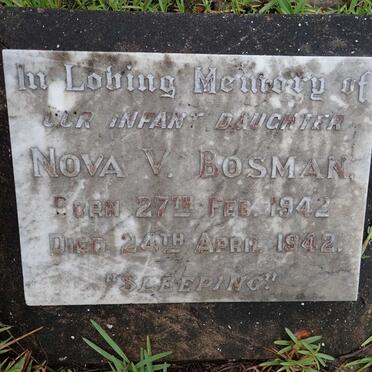 In Loving Memory of
OUR INFANT DAUGHTER
NOVA V. BOSMAN.
BORN 27TH FEB. 1942
DIED 24TH APRIL 1942.
"SLEEPING"